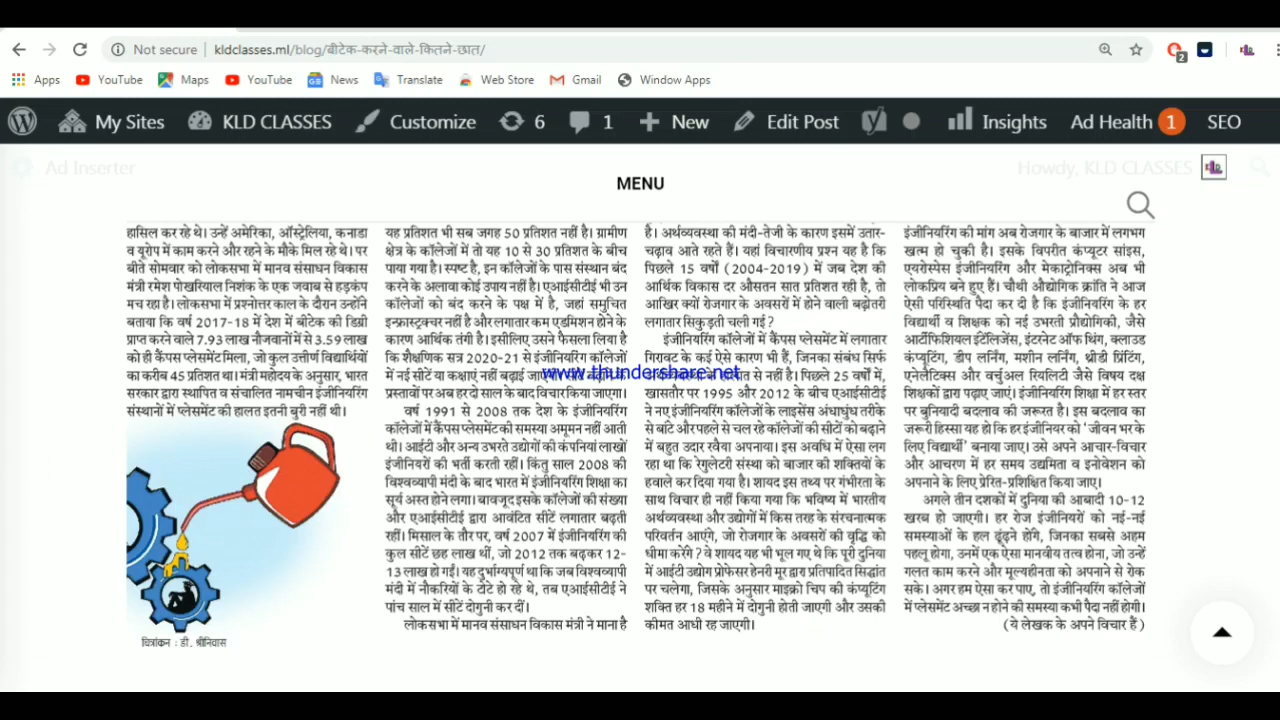 Not secure | kldclasses.ml/blog/बीटेक-करने-वाले-कितने-छात/
2
Apps YouTube Maps YouTube News Translate Web Store Gmail Window Apps
My Sites KLD CLASSES Customize 6 1 New Edit Post Insights Ad Health 1 SEO
Ad Inserter Howdy, KLD CLASSES
MENU
हासिल कर रहे थे। उन्हें अमेरिका, ऑस्ट्रेलिया, कनाडा
व यूरोप में काम करने और रहने के मौके मिल रहे थे। पर
बीते सोमवार को लोकसभा में मानव संसाधन विकास
मंत्री रमेश पोखरियाल निशंक के एक जवाब से हड़कंप
मच रहा है। लोकसभा में प्रश्नोत्तर काल के दौरान उन्होंने
बताया कि वर्ष 2017-18 में देश में बीटेक की डिग्री
प्राप्त करने वाले 7.93 लाख नौजवानों में से 3.59 लाख
को ही कैंपस प्लेसमेंट मिला, जो कुल उत्तीर्ण विद्यार्थियों
का करीब 45 प्रतिशत था। मंत्री महोदय के अनुसार, भारत
सरकार द्वारा स्थापित व संचालित नामचीन इंजीनियरिंग
संस्थानों में प्लेसमेंट की हालत इतनी बुरी नहीं थी।
चित्रांकन : डी. श्रीनिवास
यह प्रतिशत भी सब जगह 50 प्रतिशत नहीं है। ग्रामीण
क्षेत्र के कॉलेजों में तो यह 10 से 30 प्रतिशत के बीच
पाया गया है। स्पष्ट है, इन कॉलेजों के पास संस्थान बंद
करने के अलावा कोई उपाय नहीं है। एआईसीटीई भी उन
कॉलेजों को बंद करने के पक्ष में है, जहां समुचित
इन्फ्रास्ट्रक्चर नहीं है और लगातार कम एडमिशन होने के
कारण आर्थिक तंगी है। इसीलिए उसने फैसला लिया है
कि शैक्षणिक सत्र 2020-21 से इंजीनियरिंग कॉलेजों
में नई सीटें या कक्षाएं नहीं बढ़ाई
www.thundershare.net
प्रस्तावों पर अब हर दो साल के बाद विचार किया जाएगा।
वर्ष 1991 से 2008 तक देश के इंजीनियरिंग
कॉलेजों में कैंपस प्लेसमेंट की समस्या अमूमन नहीं आती
थी। आईटी और अन्य उभरते उद्योगों की कंपनियां लाखों
इंजीनियरों की भर्ती करती रहीं। किंतु साल 2008 की
विश्वव्यापी मंदी के बाद भारत में इंजीनियरिंग शिक्षा का
सूर्य अस्त होने लगा। बावजूद इसके कॉलेजों की संख्या
और एआईसीटीई द्वारा आवंटित सीटें लगातार बढ़ती
रहीं। मिसाल के तौर पर, वर्ष 2007 में इंजीनियरिंग की
कुल सीटें छह लाख थीं, जो 2012 तक बढ़कर 12-
13 लाख हो गईं। यह दुर्भाग्यपूर्ण था कि जब विश्वव्यापी
मंदी में नौकरियों के टोटे हो रहे थे, तब एआईसीटीई ने
पांच साल में सीटें दोगुनी कर दीं।
लोकसभा में मानव संसाधन विकास मंत्री ने माना है
है। अर्थव्यवस्था की मंदी-तेजी के कारण इसमें उतार-
चढ़ाव आते रहते हैं। यहां विचारणीय प्रश्न यह है कि
पिछले 15 वर्षों (2004-2019) में जब देश की
आर्थिक विकास दर औसतन सात प्रतिशत रही है, तो
आखिर क्यों रोजगार के अवसरों में होने वाली बढ़ोतरी
लगातार सिकुड़ती चली गई?
इंजीनियरिंग कॉलेजों में कैंपस प्लेसमेंट में लगातार
गिरावट के कई ऐसे कारण भी हैं, जिनका संबंध सिर्फ
से नहीं है। पिछले 25 वर्षों में,
खासतौर पर 1995 और 2012 के बीच एआईसीटीई
ने नए इंजीनियरिंग कॉलेजों के लाइसेंस अंधाधुंध तरीके
से बांटे और पहले से चल रहे कॉलेजों की सीटों को बढ़ाने
में बहुत उदार रवैया अपनाया। इस अवधि में ऐसा लग
रहा था कि रेगुलेटरी संस्था को बाजार की शक्तियों के
हवाले कर दिया गया है। शायद इस तथ्य पर गंभीरता के
साथ विचार ही नहीं किया गया कि भविष्य में भारतीय
अर्थव्यवस्था और उद्योगों में किस तरह के संरचनात्मक
परिवर्तन आएंगे, जो रोजगार के अवसरों की वृद्धि को
धीमा करेंगे? वे शायद यह भी भूल गए थे कि पूरी दुनिया
में आईटी उद्योग प्रोफेसर हेनरी मूर द्वारा प्रतिपादित सिद्धांत
पर चलेगा, जिसके अनुसार माइक्रो चिप की कंप्यूटिंग
शक्ति हर 18 महीने में दोगुनी होती जाएगी और उसकी
कीमत आधी रह जाएगी।
इंजीनियरिंग की मांग अब रोजगार के बाजार में लगभग
खत्म हो चुकी है। इसके विपरीत कंप्यूटर सांइस,
एयरोस्पेस इंजीनियरिंग और मेकाट्रोनिक्स अब भी
लोकप्रिय बने हुए हैं। चौथी औद्योगिक क्रांति ने आज
ऐसी परिस्थिति पैदा कर दी है कि इंजीनियरिंग के हर
विद्यार्थी व शिक्षक को नई उभरती प्रौद्योगिकी, जैसे
आर्टीफिशियल इंटेलिजेंस, इंटरनेट ऑफ थिंग, क्लाउड
कंप्यूटिंग, डीप लर्निंग, मशीन लर्निंग, थ्रीडी प्रिंटिंग,
एनेलैटिक्स और वर्चुअल रियलिटी जैसे विषय दक्ष
शिक्षकों द्वारा पढ़ाए जाएं। इंजीनियरिंग शिक्षा में हर स्तर
पर बुनियादी बदलाव की जरूरत है। इस बदलाव का
जरूरी हिस्सा यह हो कि हर इंजीनियर को 'जीवन भर के
लिए विद्यार्थी' बनाया जाए। उसे अपने आचार-विचार
और आचरण में हर समय उद्यमिता व इनोवेशन को
अपनाने के लिए प्रेरित-प्रशिक्षित किया जाए।
अगले तीन दशकों में दुनिया की आबादी 10-12
खरब हो जाएगी। हर रोज इंजीनियरों को नई-नई
समस्याओं के हल ढूंढ़ने होंगे, जिनका सबसे अहम
पहलू होगा, उनमें एक ऐसा मानवीय तत्व होना, जो उन्हें
गलत काम करने और मूल्यहीनता को अपनाने से रोक
सके। अगर हम ऐसा कर पाए, तो इंजीनियरिंग कॉलेजों
में प्लेसमेंट अच्छा न होने की समस्या कभी पैदा नहीं होगी।
(ये लेखक के अपने विचार हैं)